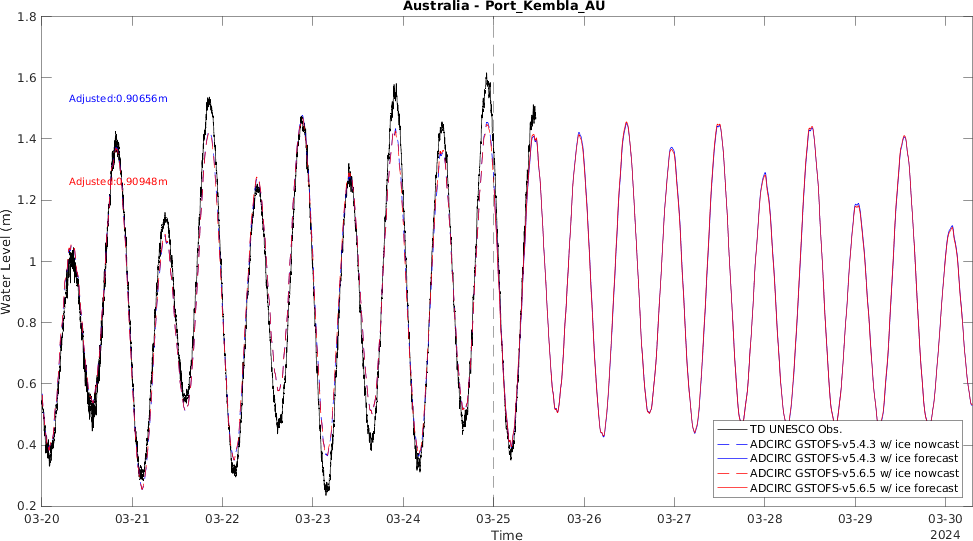 Australia - Port_Kembla_AU
1.8
1.6
1.4
1.2
1
0.8
0.6
0.4
0.2
Water Level (m)
Adjusted:0.90656m
Adjusted:0.90948m
TD UNESCO Obs.
ADCIRC GSTOFS-v5.4.3 w/ ice nowcast
ADCIRC GSTOFS-v5.4.3 w/ ice forecast
ADCIRC GSTOFS-v5.6.5 w/ ice nowcast
ADCIRC GSTOFS-v5.6.5 w/ ice forecast
03-20 03-21 03-22 03-23 03-24 03-25 03-26 03-27 03-28 03-29 03-30
2024
Time